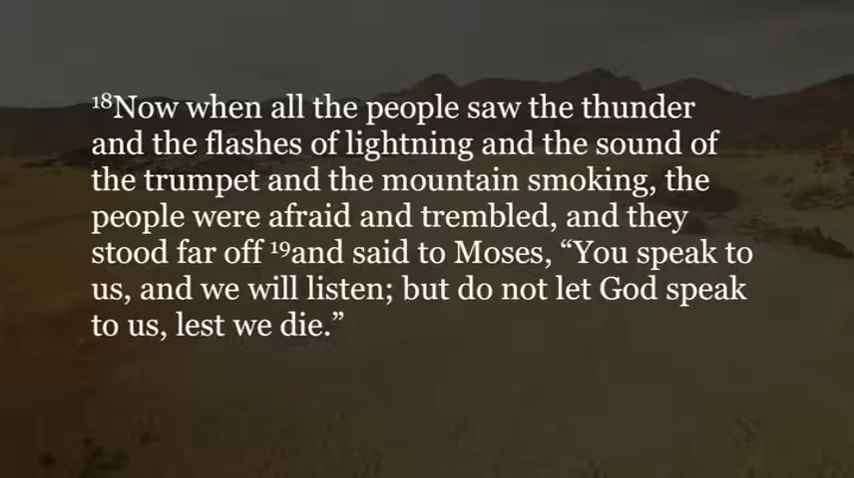 ¹⁸Now when all the people saw the thunder
and the flashes of lightning and the sound of
the trumpet and the mountain smoking, the
people were afraid and trembled, and they
stood far off ¹⁹and said to Moses, “You speak to
us, and we will listen; but do not let God speak
to us, lest we die.”